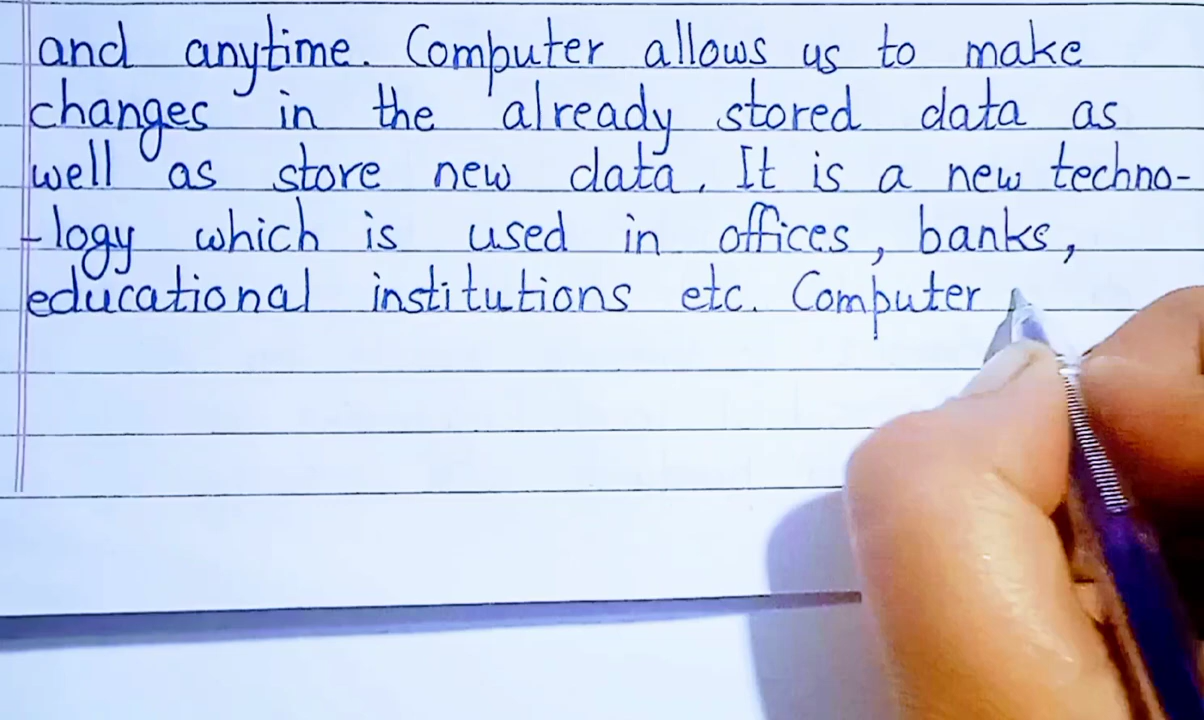 and anytime. Computer allows us to make
changes in the already stored data as
well as store new data. It is a new techno-
-logy which is used in offices, banks,
educational institutions etc. Computer